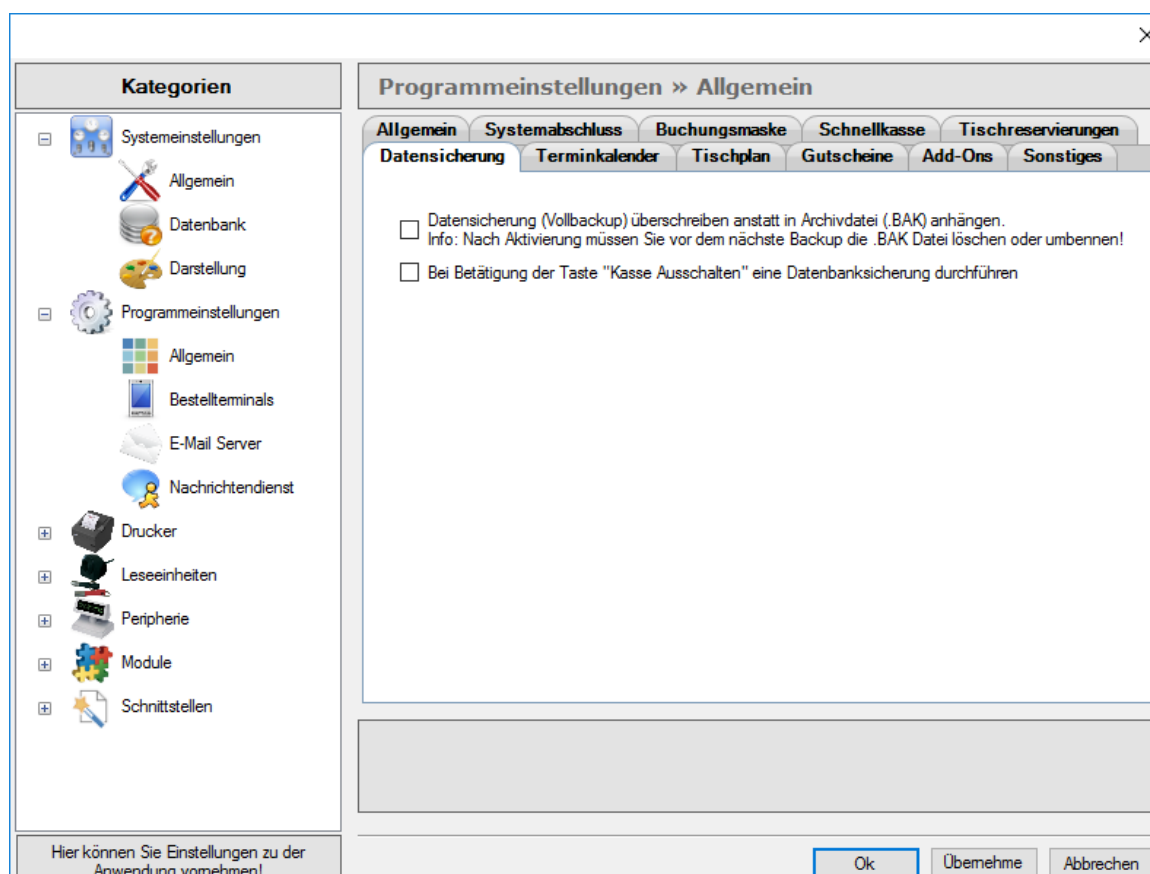 Kategorien
Systemeinstellungen
Allgemein
Datenbank
Darstellung
Programmeinstellungen
Allgemein
Bestellterminals
E-Mail Server
Nachrichtendienst
Drucker
Leseeinheiten
Peripherie
Module
Schnittstellen
Hier können Sie Einstellungen zu der
Anwendung vornehmen!
Programmeinstellungen » Allgemein
Allgemein Systemabschluss Buchungsmaske Schnellkasse Tischreservierungen
Datensicherung Terminkalender Tischplan Gutscheine Add-Ons Sonstiges
Datensicherung (Vollbackup) überschreiben anstatt in Archivdatei (.BAK) anhängen.
Info: Nach Aktivierung müssen Sie vor dem nächste Backup die .BAK Datei löschen oder umbennen!
Bei Betätigung der Taste "Kasse Ausschalten" eine Datenbanksicherung durchführen
Ok Übernehme Abbrechen